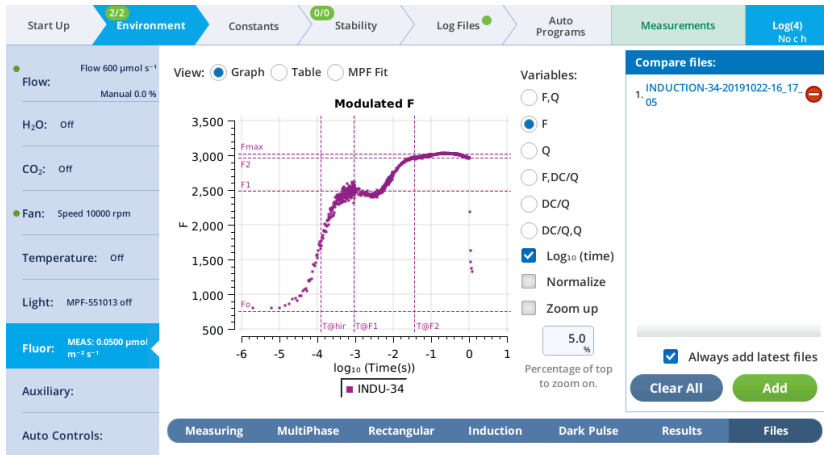 Start Up
2/2
Environment
Constants
0/0
Stability
Log Files
Auto
Programs
Measurements
Log(4)
No c h
Flow 600 µmol s⁻¹
Flow:
Manual 0.0 %
H₂O: Off
CO₂: Off
Fan: Speed 10000 rpm
Temperature: Off
Light: MPF-551013 off
Fluor: MEAS: 0.0500 µmol
m⁻² s⁻¹
Auxiliary:
Auto Controls:
View: Graph Table MPF Fit
Modulated F
3,500
3,000
2,500
2,000
1,500
1,000
500
F
Fmax
F2
F1
Fo
T@hir T@F1 T@F2
-6 -5 -4 -3 -2 -1 0 1
log₁₀ (Time(s))
INDU-34
Variables:
F,Q
F
Q
F,DC/Q
DC/Q
DC/Q,Q
Log₁₀ (time)
Normalize
Zoom up
5.0
%
Percentage of top
to zoom on.
Compare files:
1. INDUCTION-34-20191022-16_17_
05
Always add latest files
Clear All Add
Measuring MultiPhase Rectangular Induction Dark Pulse Results Files